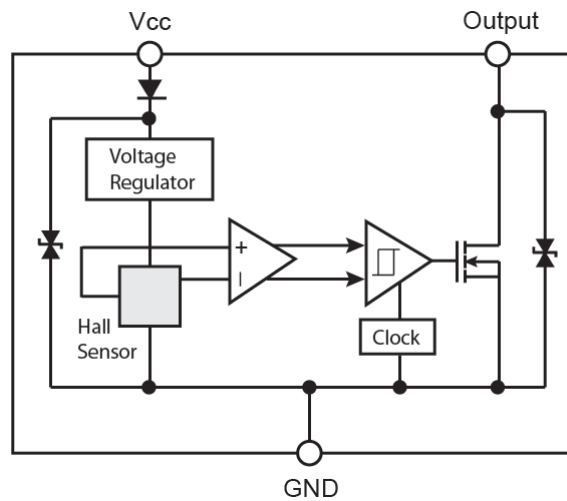 Vcc
Output
Voltage
Regulator
+
–
Hall
Sensor
Clock
GND